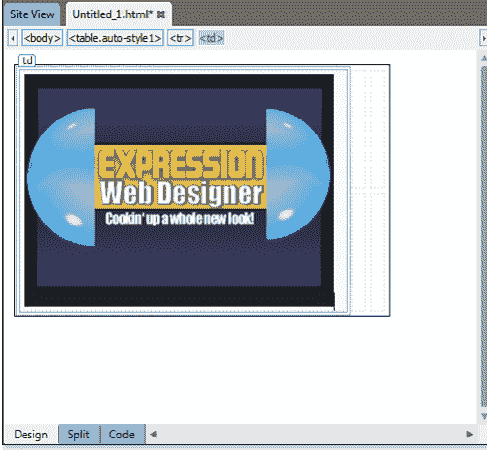 Site View Untitled_1.html*
<body> <table.auto-style1> <tr> <td>
td
EXPRESSION
Web Designer
Cookin' up a whole new look!
Design Split Code